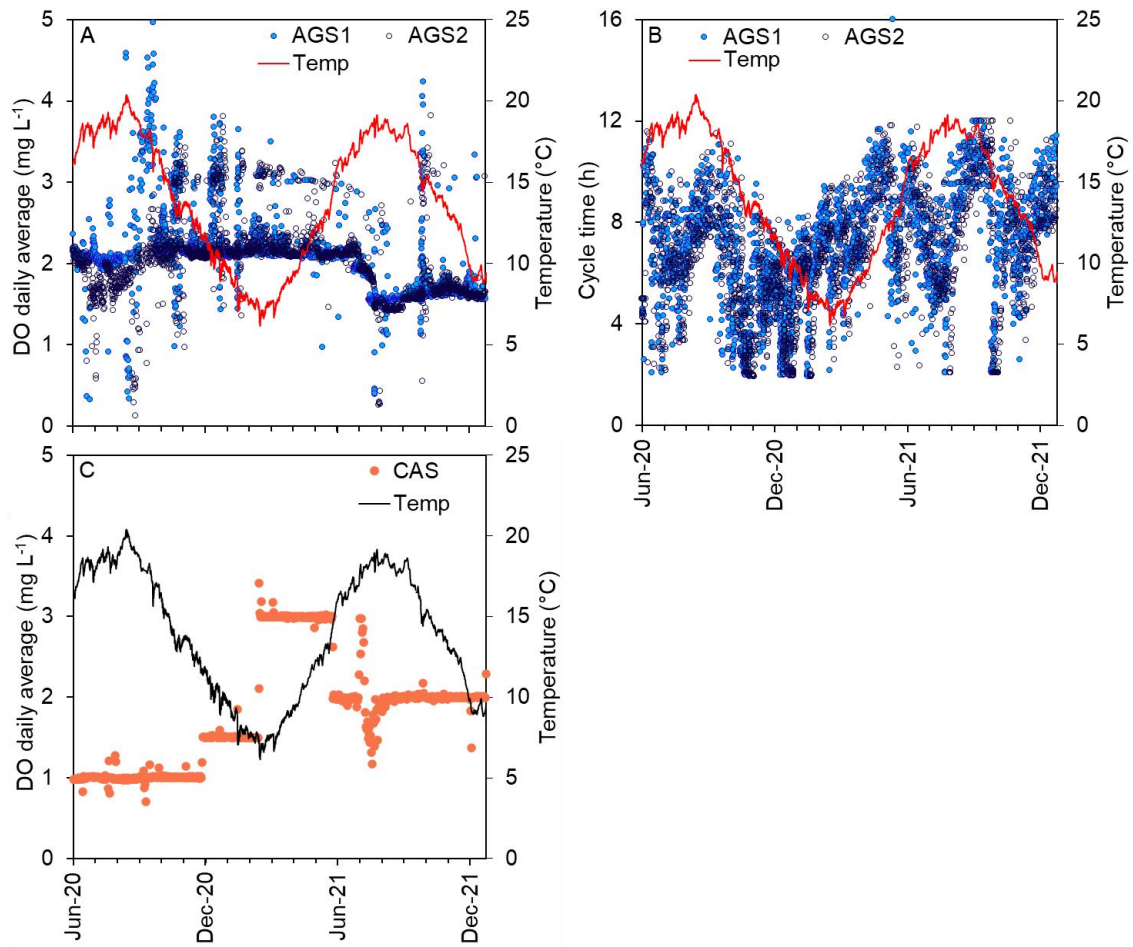 5
4
3
2
1
0
DO daily average (mg L⁻¹)
A
AGS1
AGS2
Temp
25
20
15
10
5
0
Temperature (°C)
16
12
8
4
0
Cycle time (h)
B
AGS1
AGS2
Temp
25
20
15
10
5
0
Temperature (°C)
Jun-20
Dec-20
Jun-21
Dec-21
5
4
3
2
1
0
DO daily average (mg L⁻¹)
C
CAS
Temp
25
20
15
10
5
0
Temperature (°C)
Jun-20
Dec-20
Jun-21
Dec-21